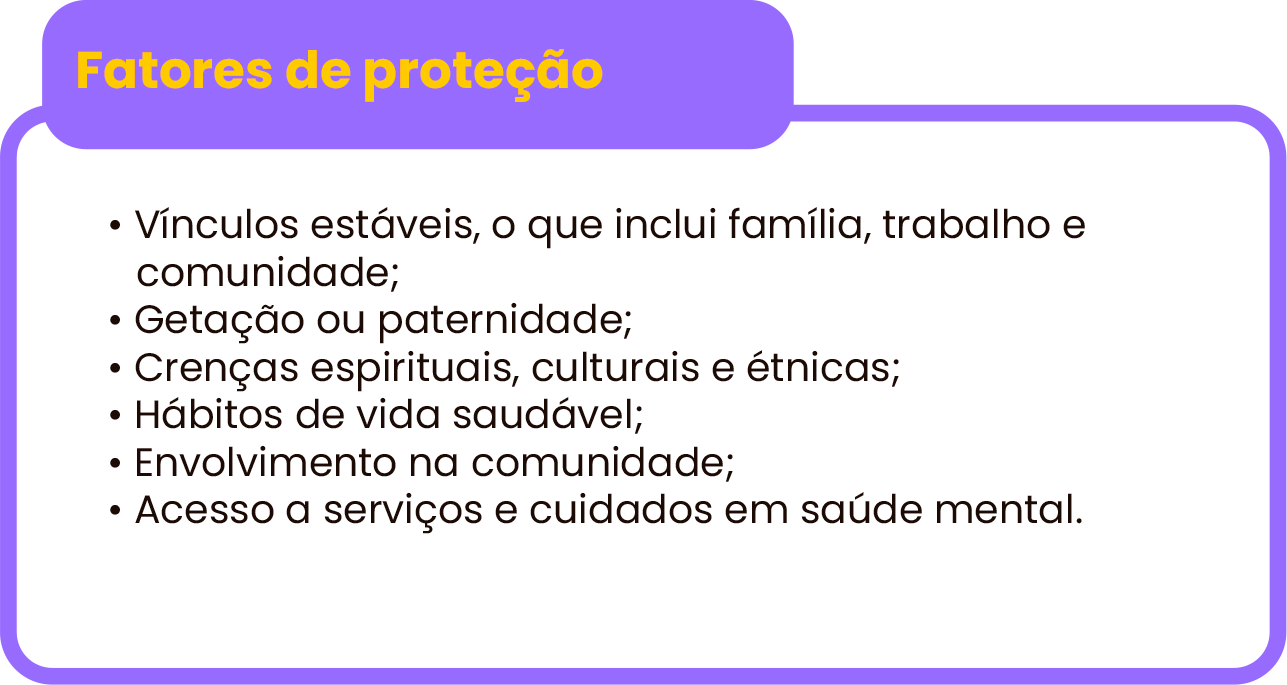 Fatores de proteção
• Vínculos estáveis, o que inclui família, trabalho e
comunidade;
• Getação ou paternidade;
• Crenças espirituais, culturais e étnicas;
• Hábitos de vida saudável;
• Envolvimento na comunidade;
• Acesso a serviços e cuidados em saúde mental.